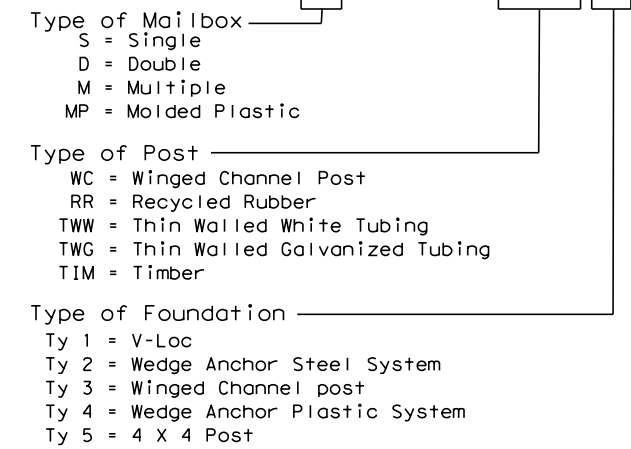 Type of Mailbox
S = Single
D = Double
M = Multiple
MP = Molded Plastic
Type of Post
WC = Winged Channel Post
RR = Recycled Rubber
TWW = Thin Walled White Tubing
TWG = Thin Walled Galvanized Tubing
TIM = Timber
Type of Foundation
Ty 1 = V-Loc
Ty 2 = Wedge Anchor Steel System
Ty 3 = Winged Channel post
Ty 4 = Wedge Anchor Plastic System
Ty 5 = 4 X 4 Post